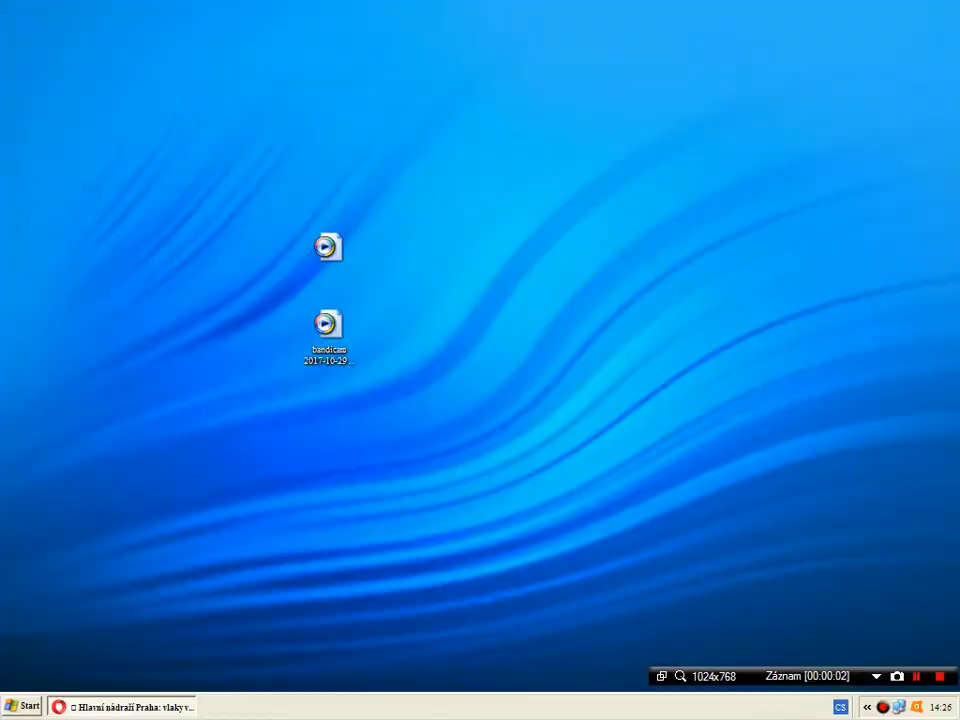 bandicam
2017-10-29 ...
1024x768
Záznam [00:00:02]
Start
Hlavní nádraží Praha: vlaky v...
CS
14:26